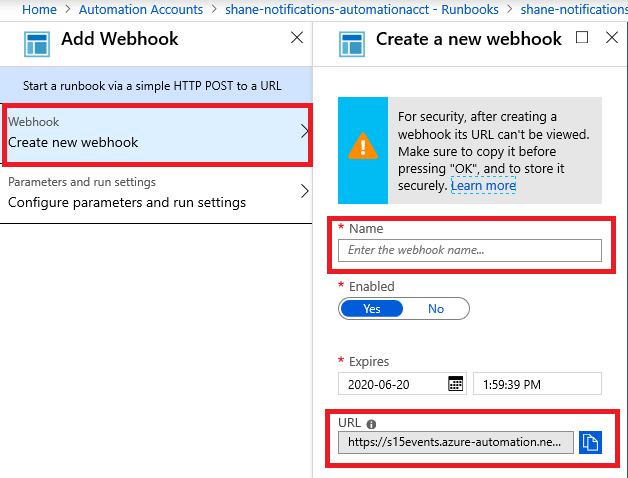 Home > Automation Accounts > shane-notifications-automationacct - Runbooks > shane-notifications
Add Webhook
Start a runbook via a simple HTTP POST to a URL
Webhook
Create new webhook
Parameters and run settings
Configure parameters and run settings
Create a new webhook
For security, after creating a
webhook its URL can't be viewed.
Make sure to copy it before
pressing "OK", and to store it
securely. Learn more
* Name
Enter the webhook name...
* Enabled
Yes No
* Expires
2020-06-20 1:59:39 PM
URL
https://s15events.azure-automation.ne...